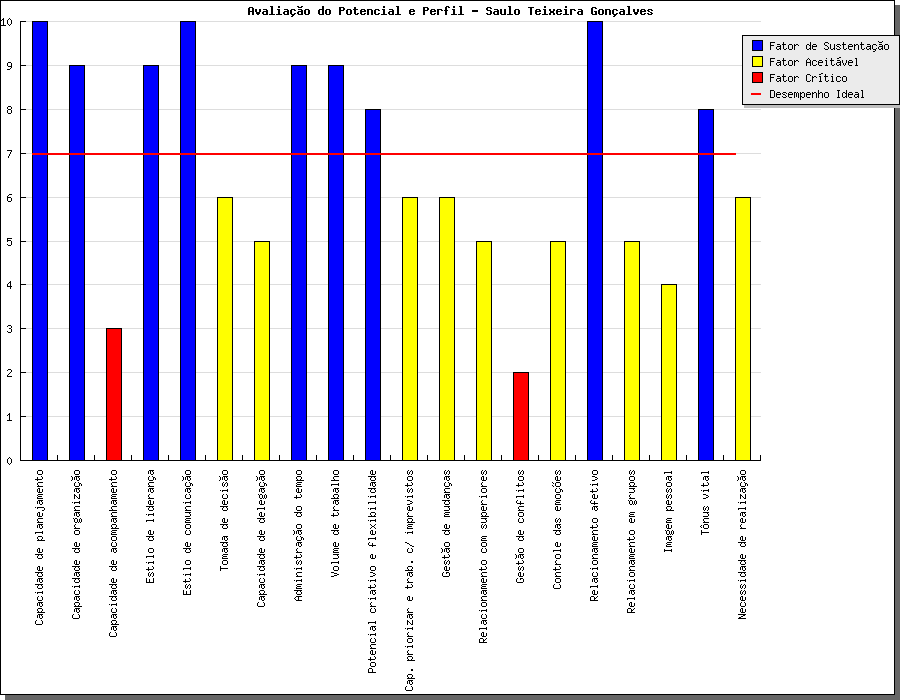 Avaliação do Potencial e Perfil - Saulo Teixeira Gonçalves
Fator de Sustentação
Fator Aceitável
Fator Crítico
Desempenho Ideal
10
9
8
7
6
5
4
3
2
1
0
Capacidade de planejamento
Capacidade de organização
Capacidade de acompanhamento
Estilo de liderança
Estilo de comunicação
Tomada de decisão
Capacidade de delegação
Administração do tempo
Volume de trabalho
Potencial criativo e flexibilidade
Cap. priorizar e trab. c/ imprevistos
Gestão de mudanças
Relacionamento com superiores
Gestão de conflitos
Controle das emoções
Relacionamento afetivo
Relacionamento em grupos
Imagem pessoal
Tônus vital
Necessidade de realização